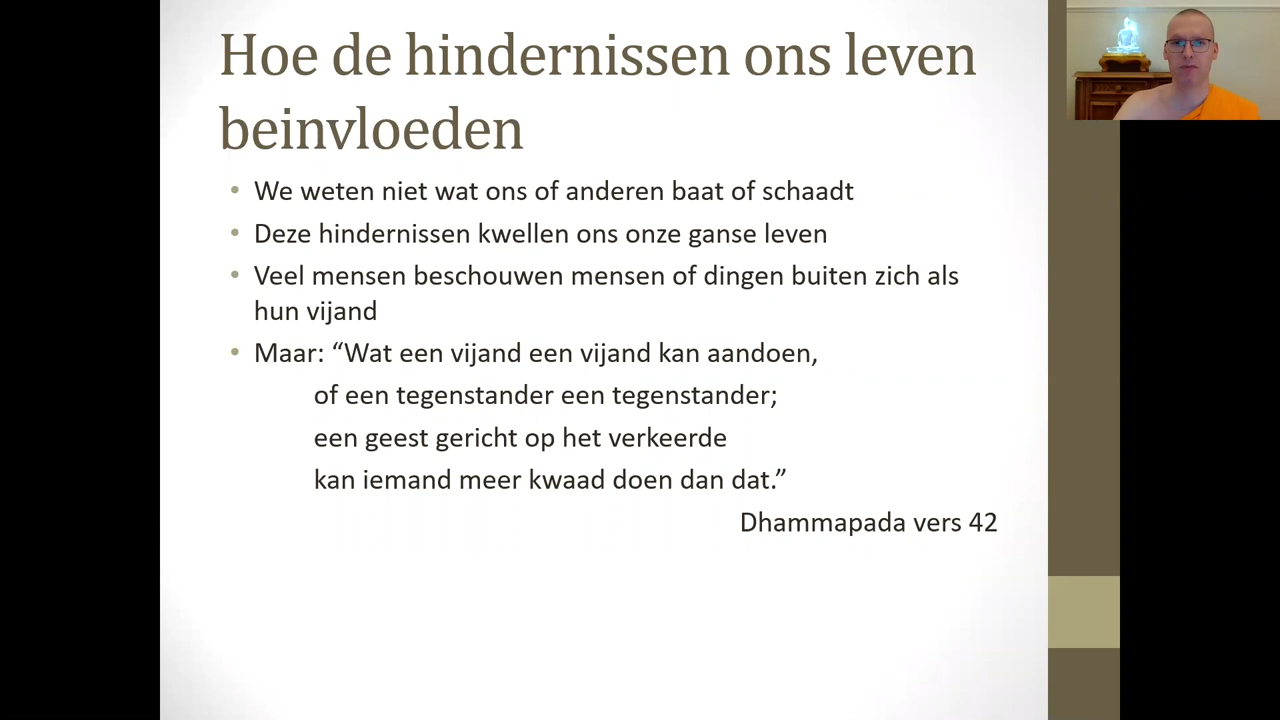 Hoe de hindernissen ons leven
beinvloeden
• We weten niet wat ons of anderen baat of schaadt
• Deze hindernissen kwellen ons onze ganse leven
• Veel mensen beschouwen mensen of dingen buiten zich als
hun vijand
• Maar: “Wat een vijand een vijand kan aandoen,
of een tegenstander een tegenstander;
een geest gericht op het verkeerde
kan iemand meer kwaad doen dan dat.”
Dhammapada vers 42